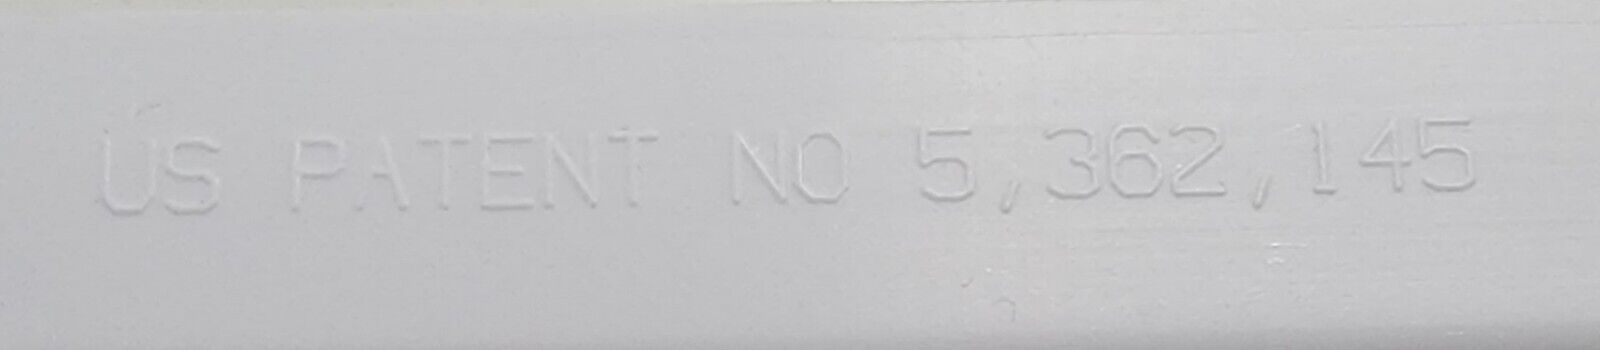 US PATENT NO 5,362,145